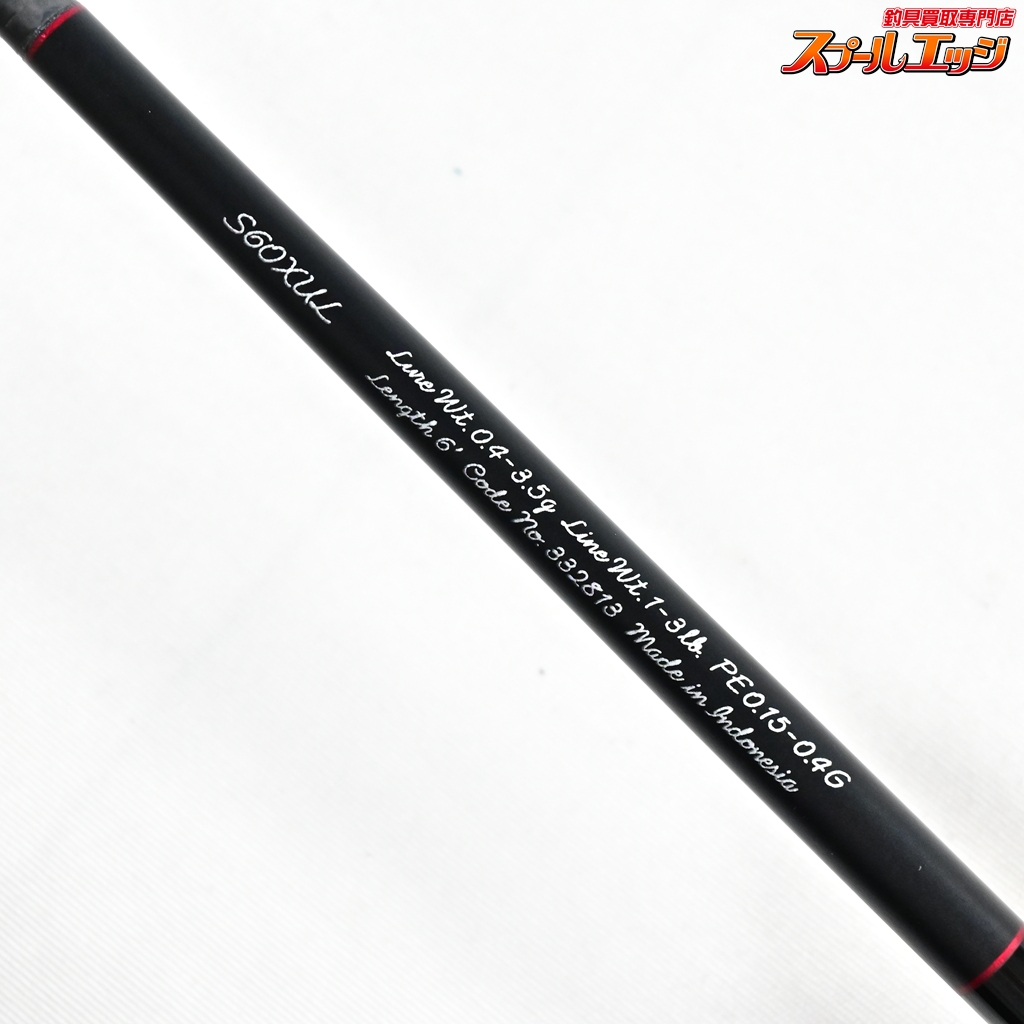 釣具買取専門店
スプールエッジ
S60XUL
Lure Wt. 0.4-3.5g Line Wt. 1-3lb. PE0.15-0.4G
Length 6' Code No. 332813 Made in Indonesia